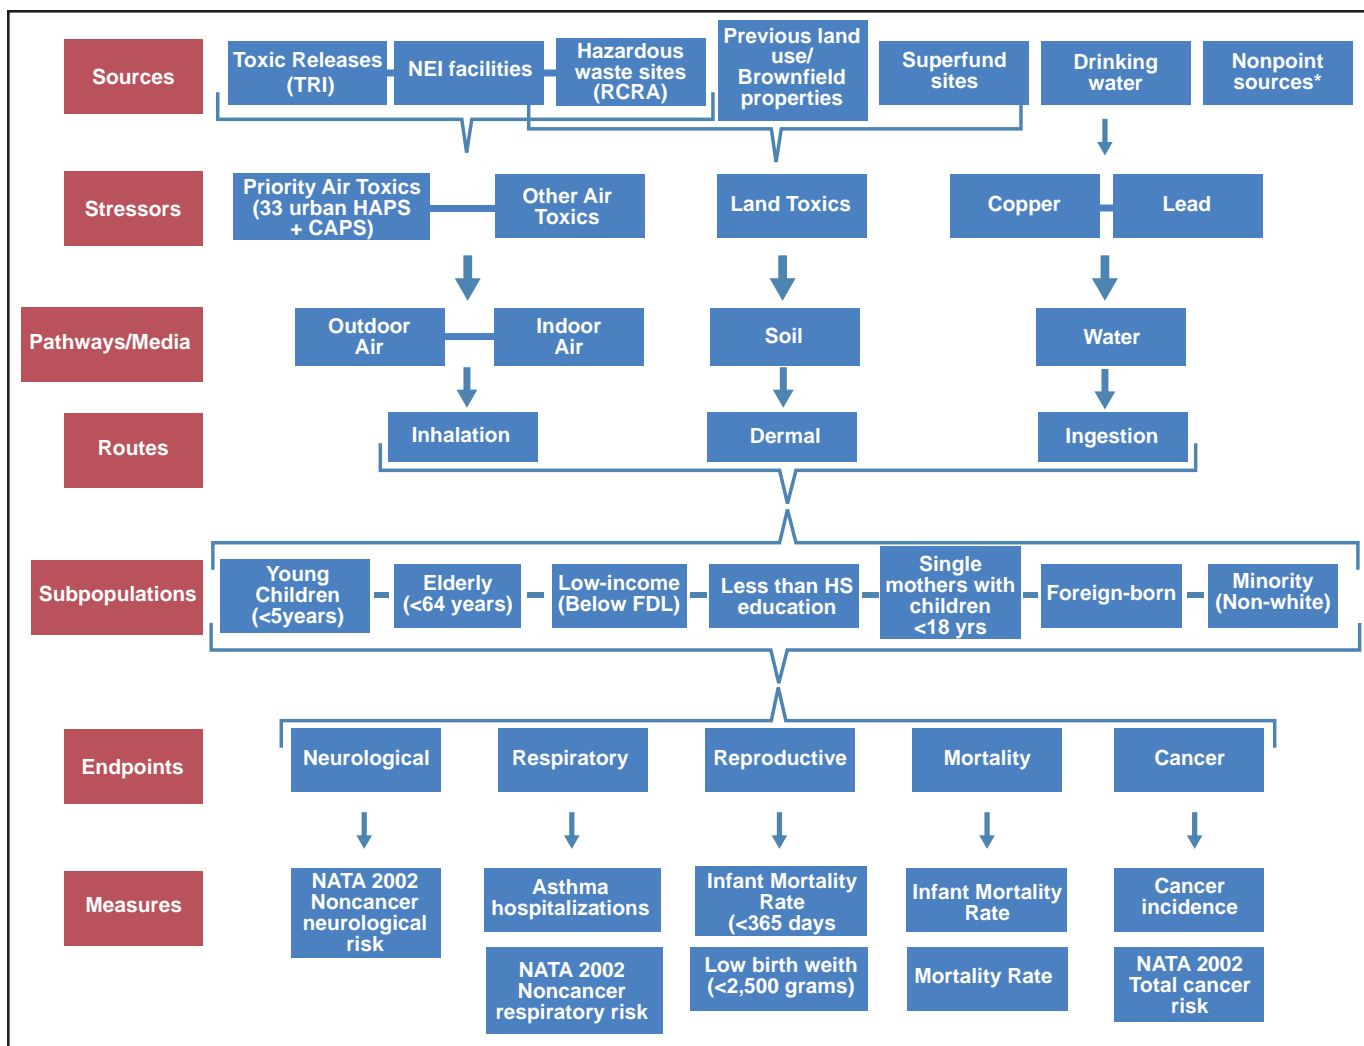 Sources
Toxic Releases
(TRI)
NEI facilities
Hazardous
waste sites
(RCRA)
Previous land
use/
Brownfield
properties
Superfund
sites
Drinking
water
Nonpoint
sources*
Stressors
Priority Air Toxics
(33 urban HAPS
+ CAPS)
Other Air
Toxics
Land Toxics
Copper
Lead
Pathways/Media
Outdoor
Air
Indoor
Air
Soil
Water
Routes
Inhalation
Dermal
Ingestion
Subpopulations
Young
Children
(<5years)
Elderly
(<64 years)
Low-income
(Below FDL)
Less than HS
education
Single
mothers with
children
<18 yrs
Foreign-born
Minority
(Non-white)
Endpoints
Neurological
Respiratory
Reproductive
Mortality
Cancer
Measures
NATA 2002
Noncancer
neurological
risk
Asthma
hospitalizations
Infant Mortality
Rate
(<365 days
Infant Mortality
Rate
Cancer
incidence
NATA 2002
Noncancer
respiratory risk
Low birth weith
(<2,500 grams)
Mortality Rate
NATA 2002
Total cancer
risk